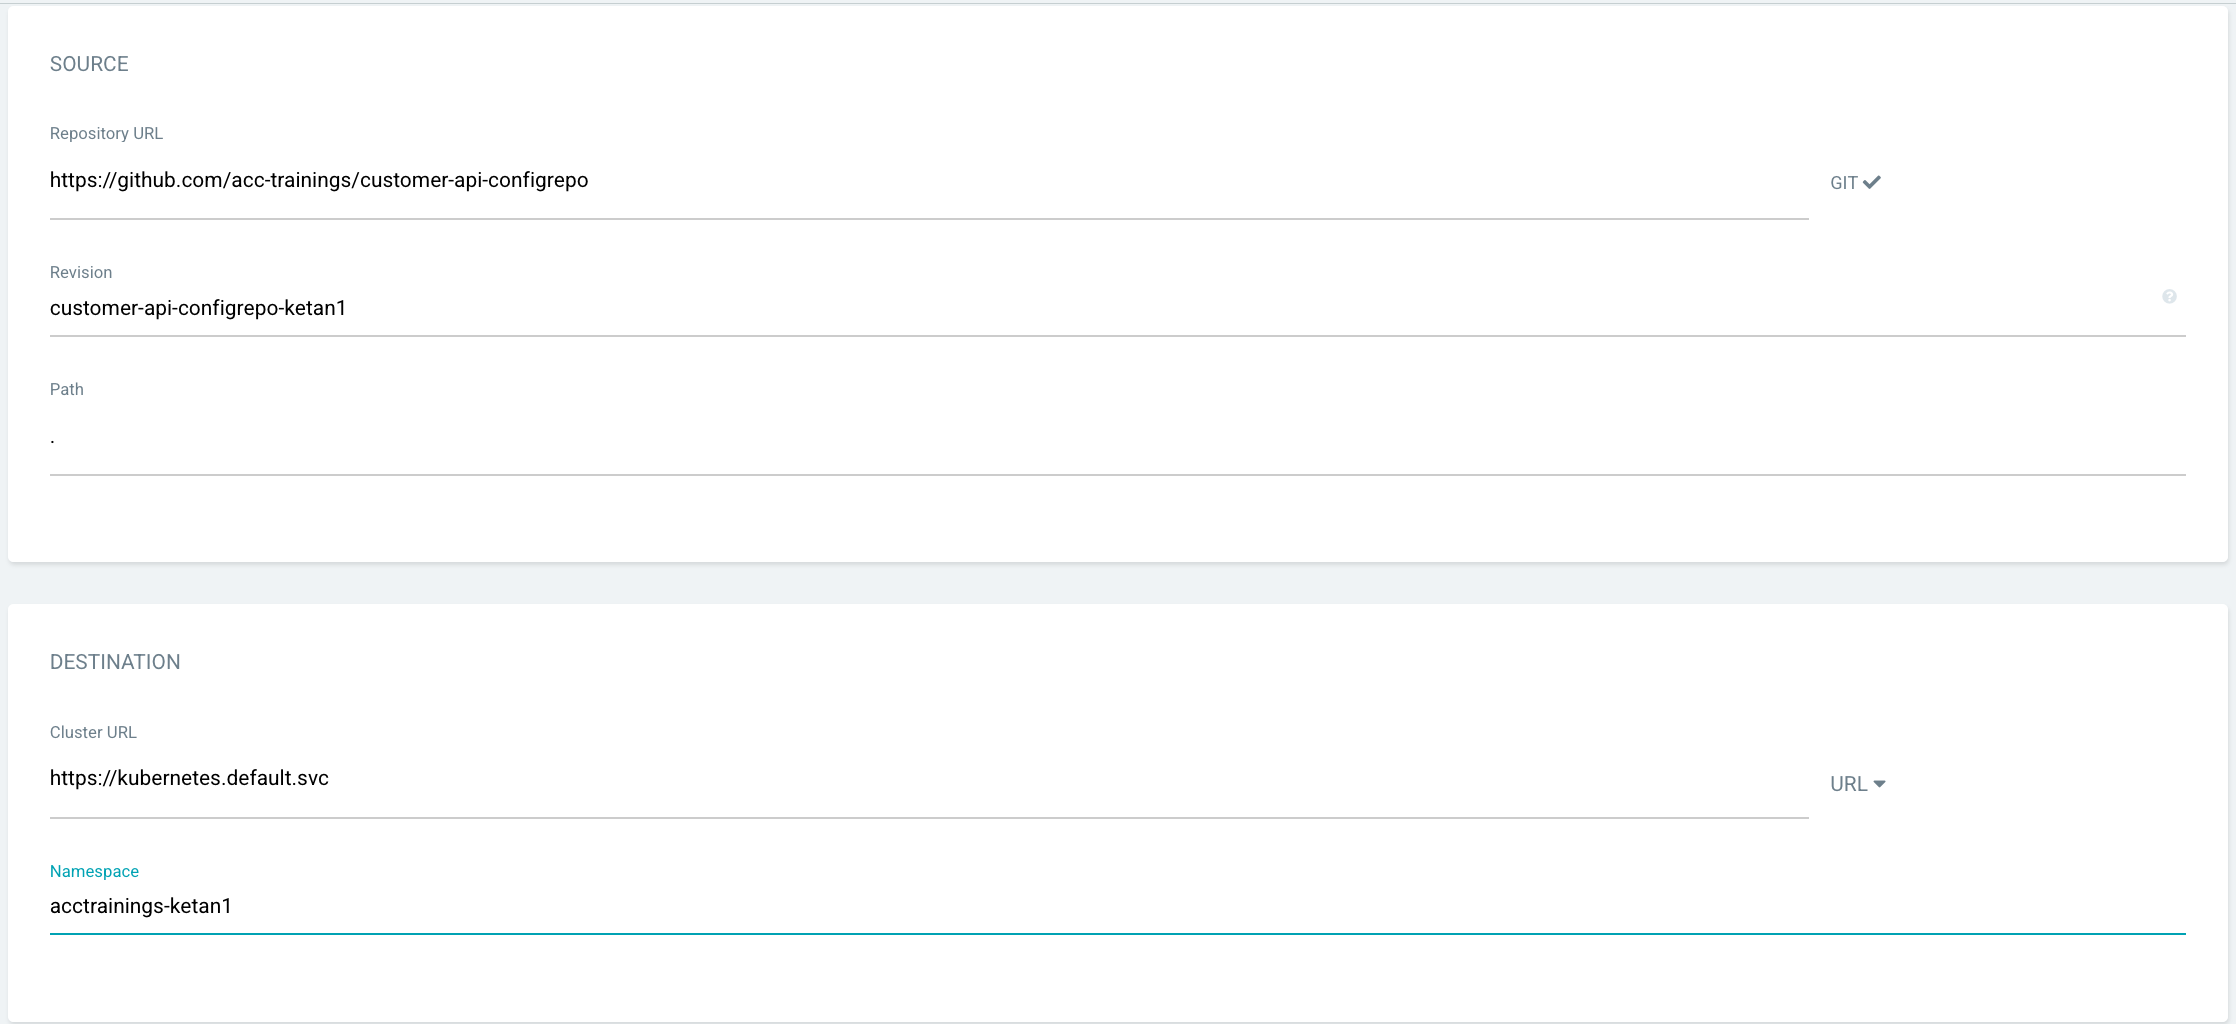 SOURCE
Repository URL
https://github.com/acc-trainings/customer-api-configrepo
GIT
Revision
customer-api-configrepo-ketan1
?
Path
.
DESTINATION
Cluster URL
https://kubernetes.default.svc
URL
Namespace
acctrainings-ketan1